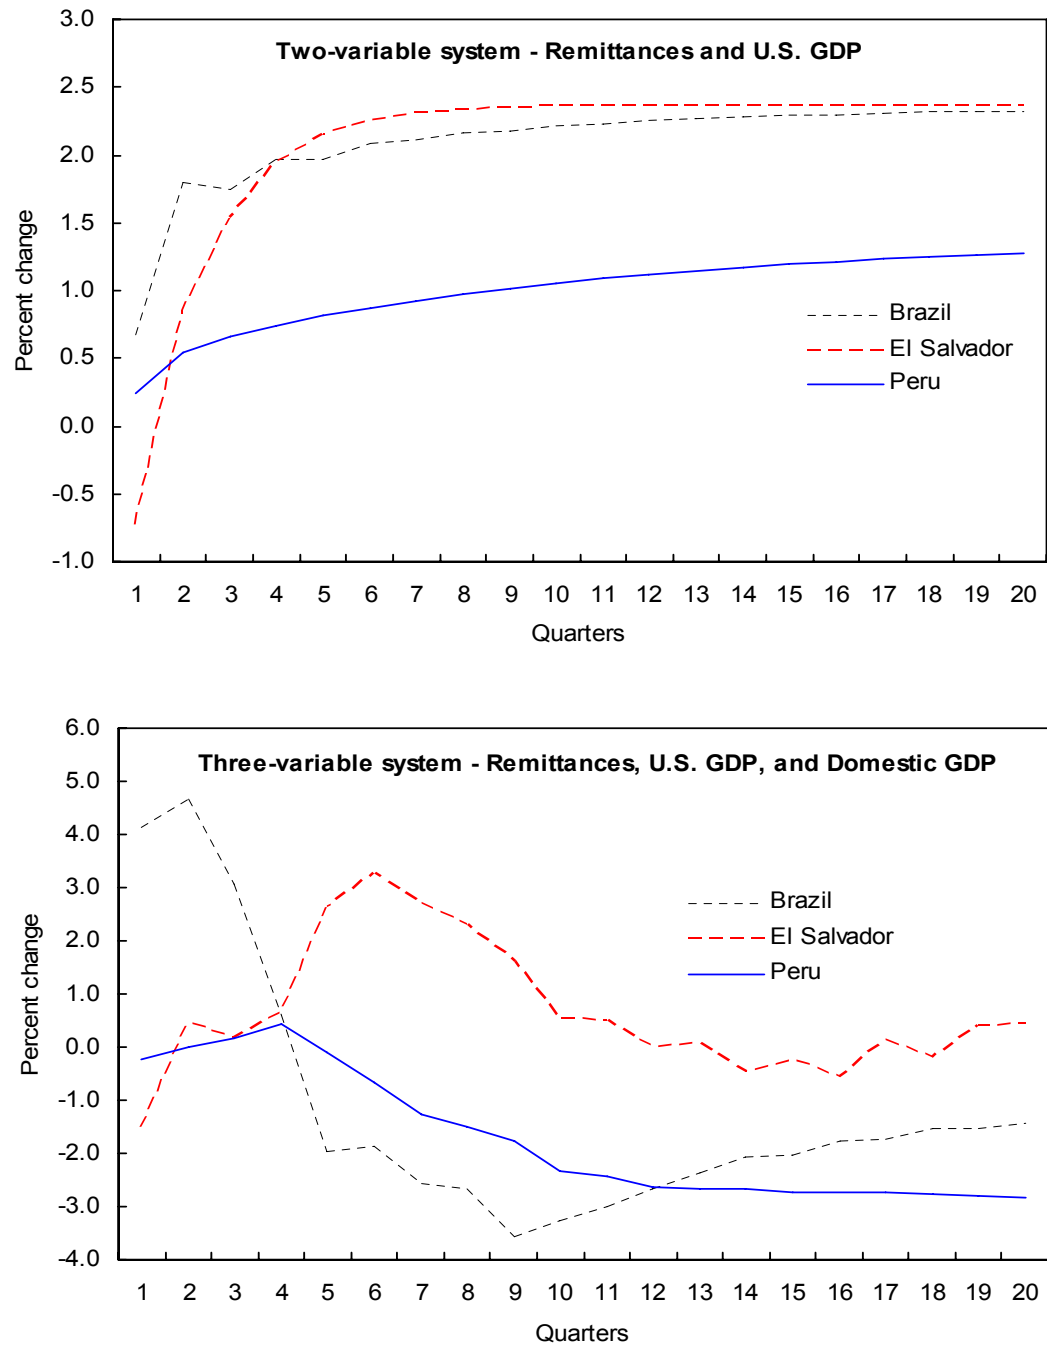 Two-variable system - Remittances and U.S. GDP
Percent change
3.0
2.5
2.0
1.5
1.0
0.5
0.0
-0.5
-1.0
Brazil
El Salvador
Peru
1 2 3 4 5 6 7 8 9 10 11 12 13 14 15 16 17 18 19 20
Quarters
Three-variable system - Remittances, U.S. GDP, and Domestic GDP
Percent change
6.0
5.0
4.0
3.0
2.0
1.0
0.0
-1.0
-2.0
-3.0
-4.0
Brazil
El Salvador
Peru
1 2 3 4 5 6 7 8 9 10 11 12 13 14 15 16 17 18 19 20
Quarters